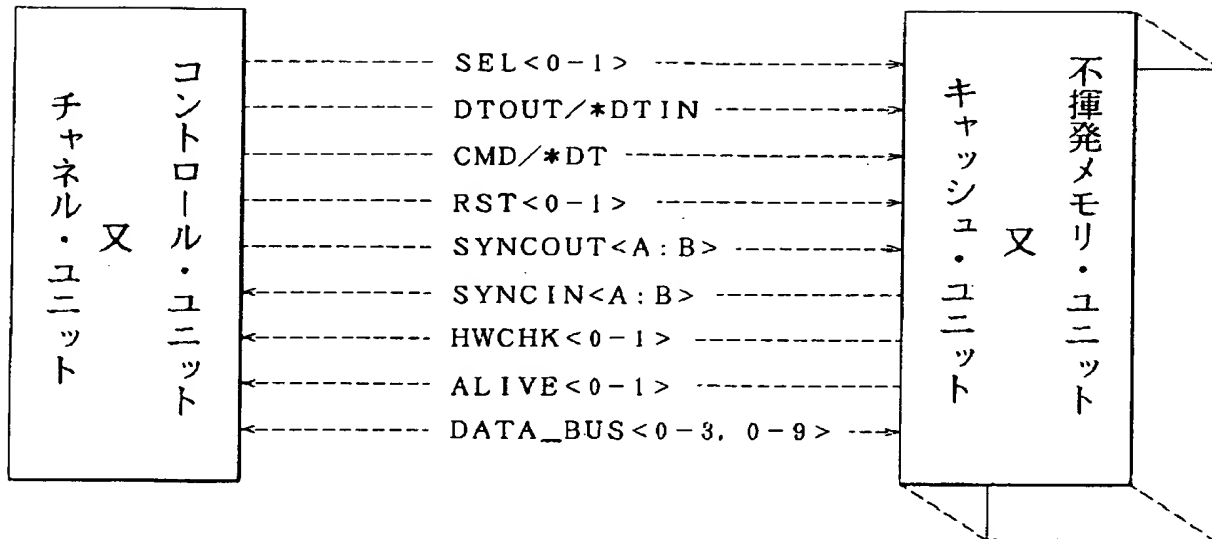 コントロール・ユニット
又
チャネル・ユニット
SEL<0-1>
DTOUT/*DTIN
CMD/*DT
RST<0-1>
SYNCOUT<A:B>
SYNCIN<A:B>
HWCHK<0-1>
ALIVE<0-1>
DATA_BUS<0-3, 0-9>
不揮発メモリ・ユニット
又
キャッシュ・ユニット